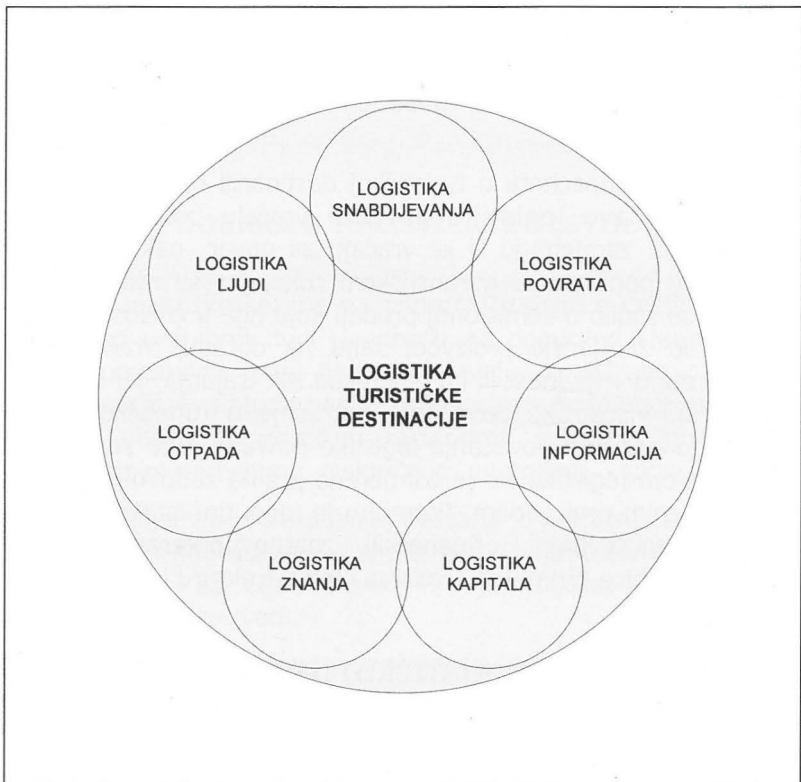 LOGISTIKA
SNABDIJEVANJA
LOGISTIKA
LJUDI
LOGISTIKA
POVRATA
LOGISTIKA
TURISTIČKE
DESTINACIJE
LOGISTIKA
OTPADA
LOGISTIKA
INFORMACIJA
LOGISTIKA
ZNANJA
LOGISTIKA
KAPITALA